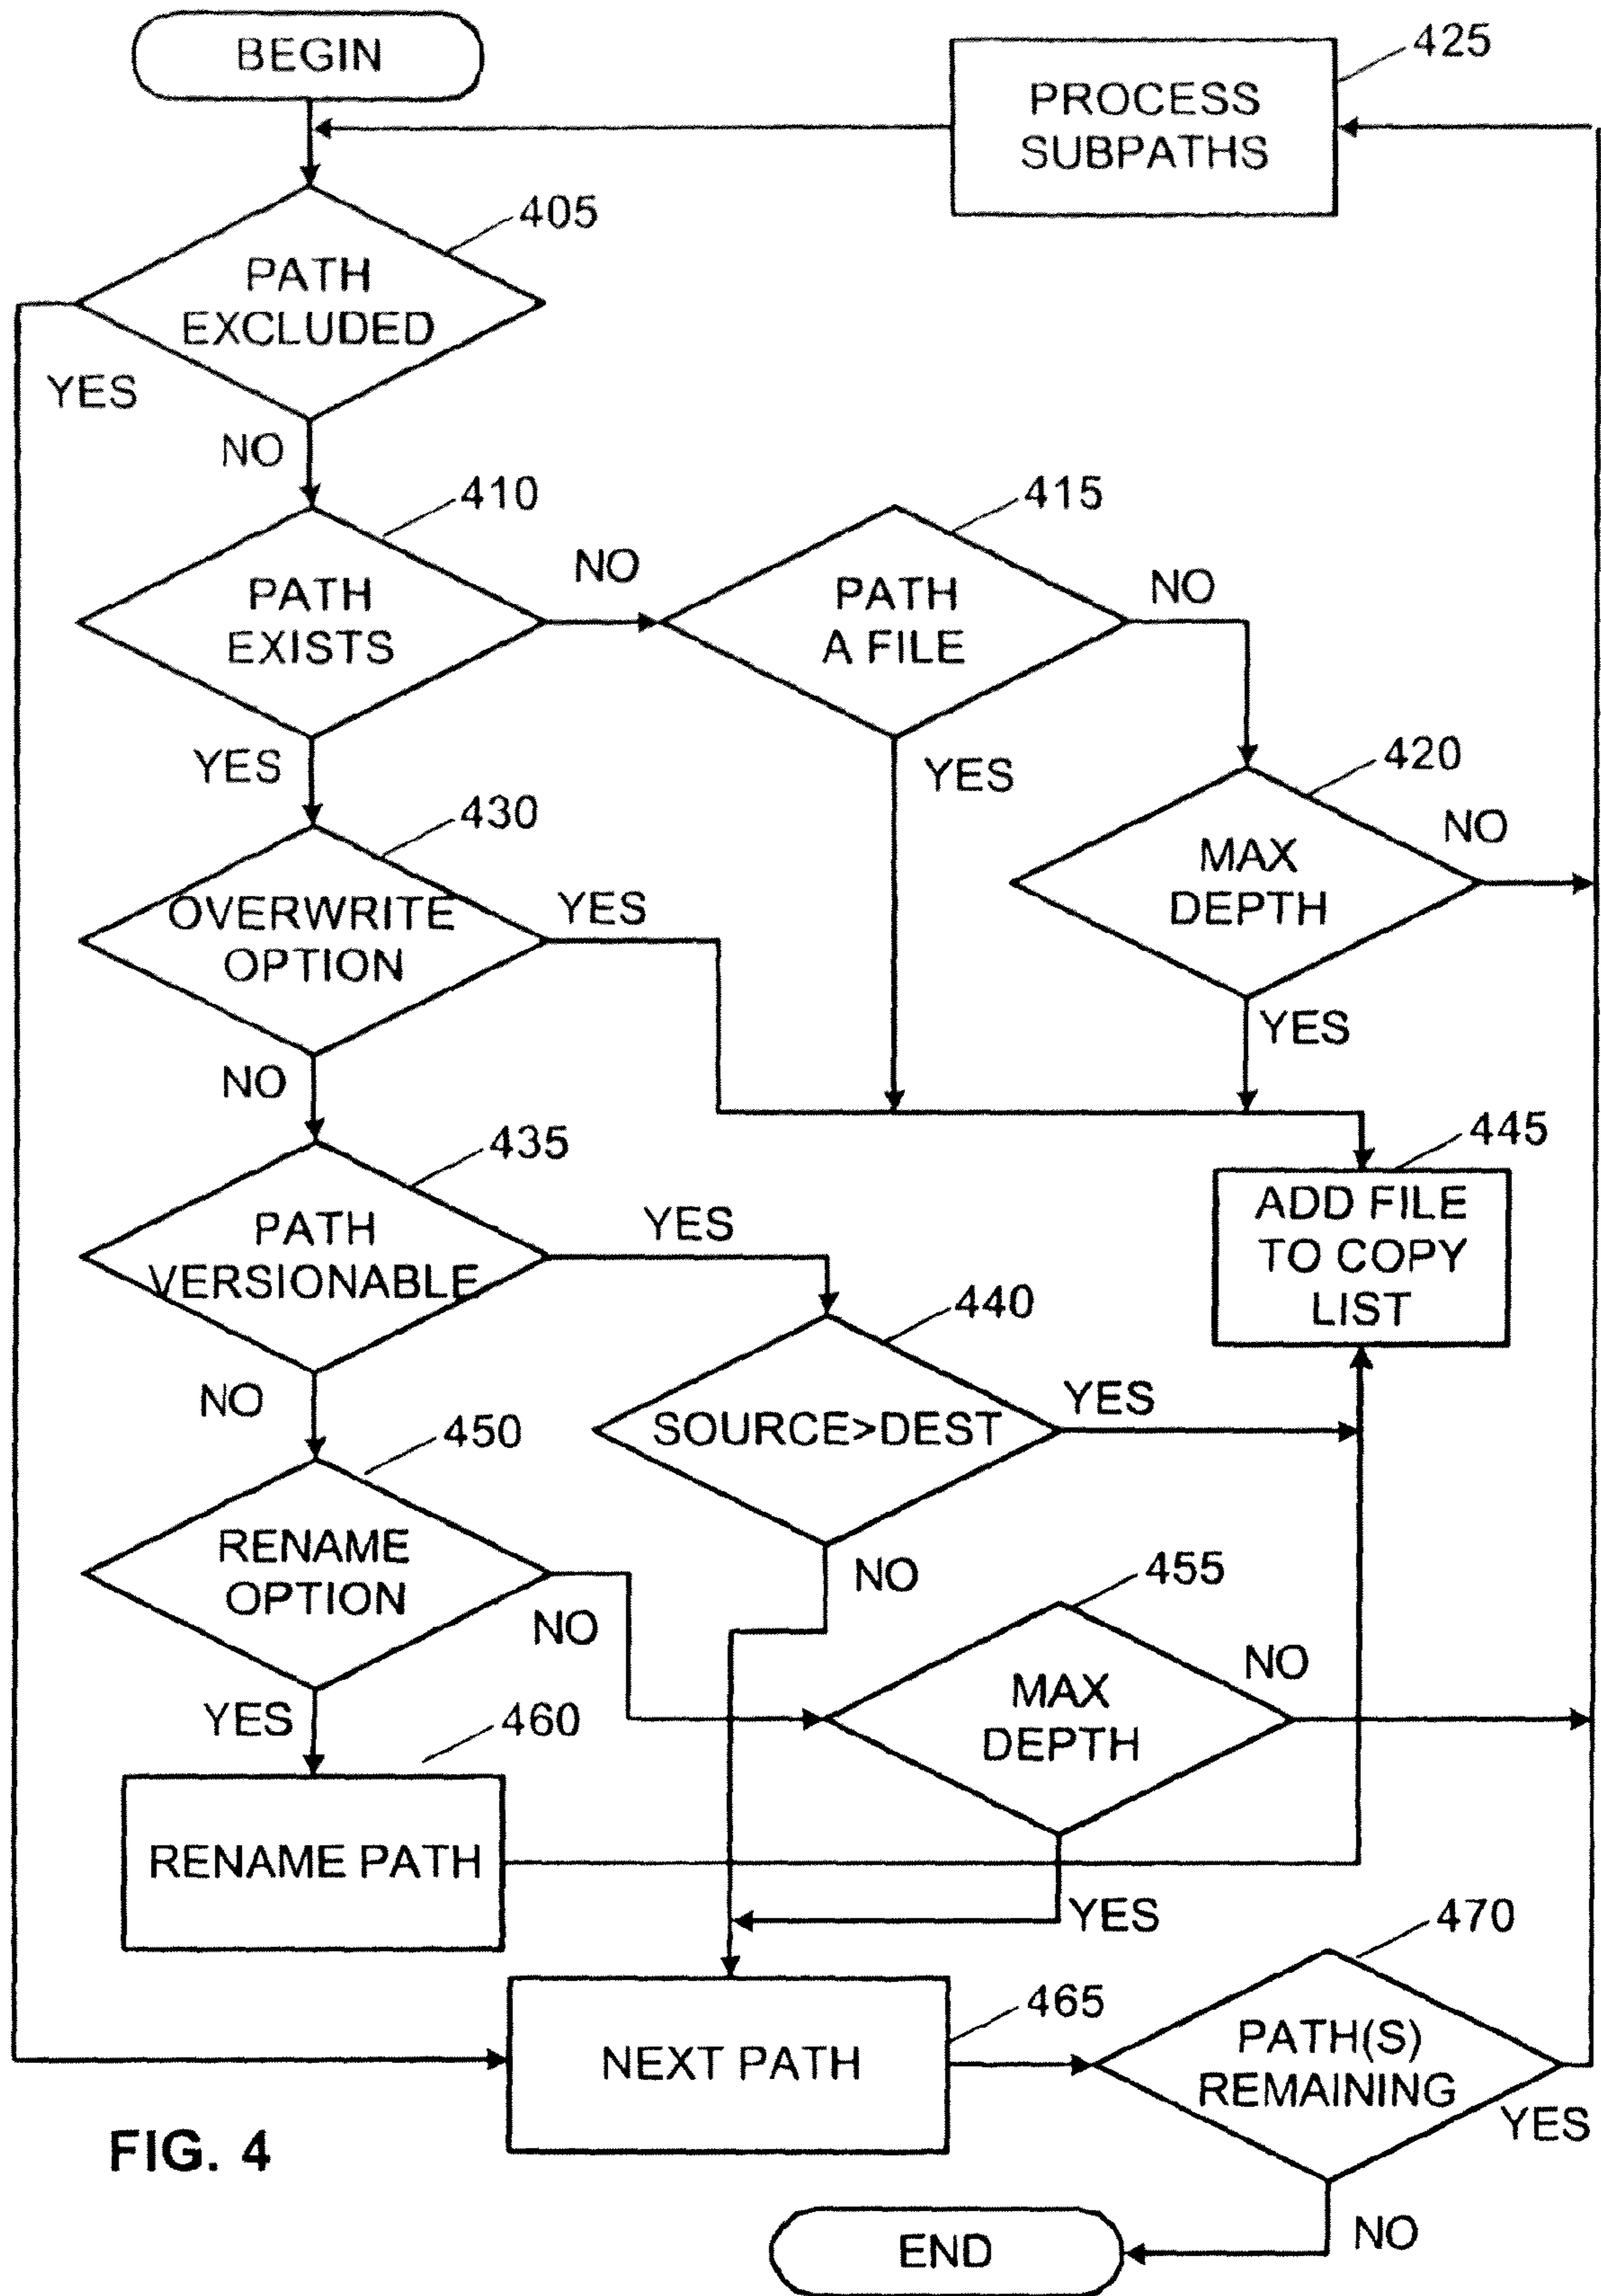 BEGIN
425
PROCESS
SUBPATHS
405
PATH
EXCLUDED
YES
NO
410
415
NO
NO
PATH
EXISTS
PATH
A FILE
YES
YES
420
430
NO
MAX
DEPTH
OVERWRITE
OPTION
YES
YES
NO
435
445
YES
ADD FILE
TO COPY
LIST
PATH
VERSIONABLE
440
NO
YES
450
SOURCE>DEST
RENAME
OPTION
NO
455
NO
NO
MAX
DEPTH
YES
460
RENAME PATH
YES
470
465
PATH(S)
REMAINING
NEXT PATH
YES
FIG. 4
NO
END